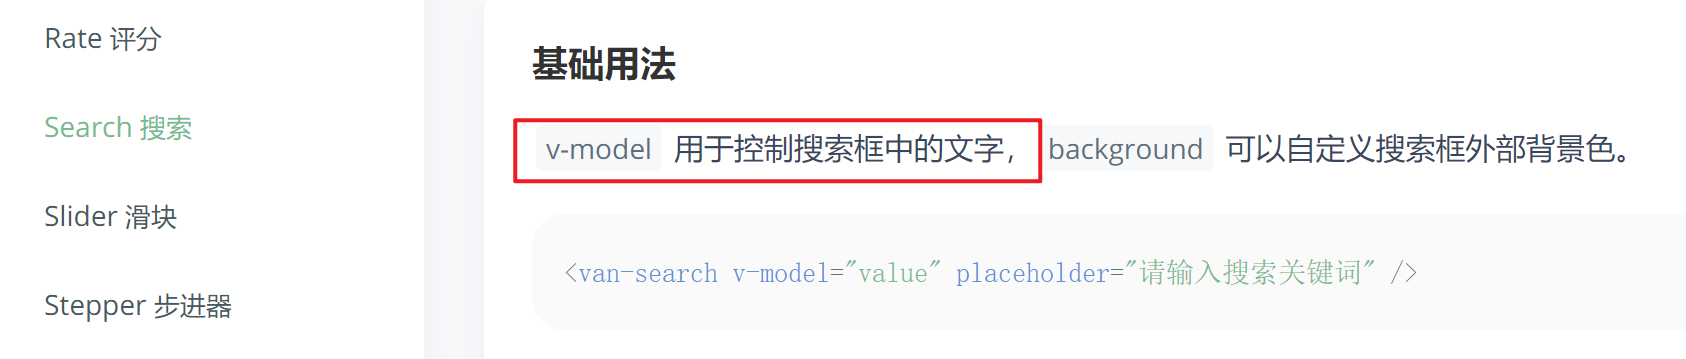 Rate 评分
Search 搜索
Slider 滑块
Stepper 步进器
基础用法
v-model 用于控制搜索框中的文字，background 可以自定义搜索框外部背景色。
<van-search v-model="value" placeholder="请输入搜索关键词" />